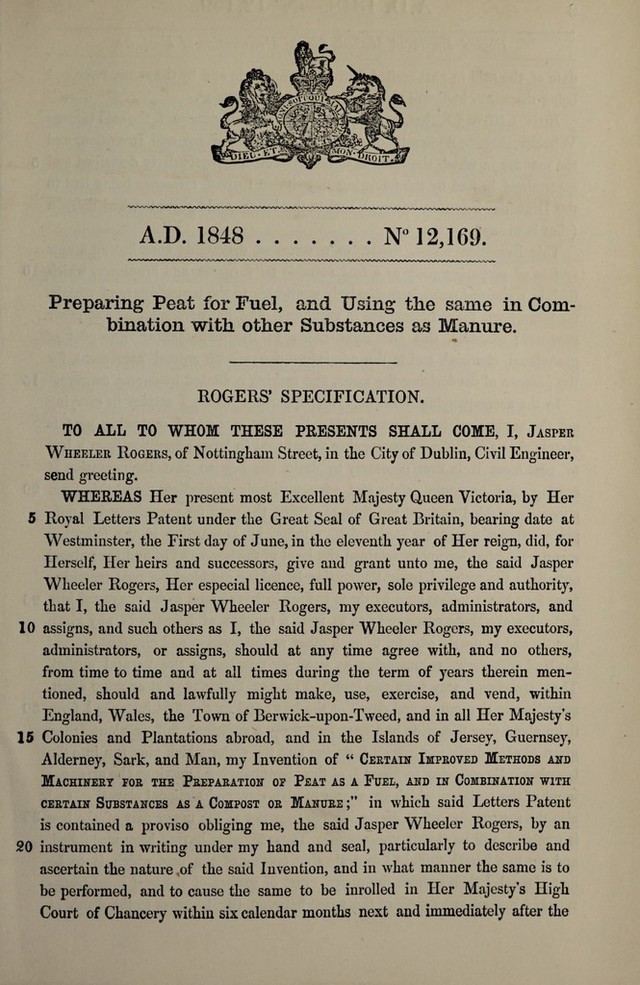 DIEU · ET · MON · DROIT ·
A.D. 1848 . . . . . . . Nº 12,169.
Preparing Peat for Fuel, and Using the same in Com-
bination with other Substances as Manure.
ROGERS’ SPECIFICATION.
TO ALL TO WHOM THESE PRESENTS SHALL COME, I, JASPER
WHEELER ROGERS, of Nottingham Street, in the City of Dublin, Civil Engineer,
send greeting.
WHEREAS Her present most Excellent Majesty Queen Victoria, by Her
5 Royal Letters Patent under the Great Seal of Great Britain, bearing date at
Westminster, the First day of June, in the eleventh year of Her reign, did, for
Herself, Her heirs and successors, give and grant unto me, the said Jasper
Wheeler Rogers, Her especial licence, full power, sole privilege and authority,
that I, the said Jasper Wheeler Rogers, my executors, administrators, and
10 assigns, and such others as I, the said Jasper Wheeler Rogers, my executors,
administrators, or assigns, should at any time agree with, and no others,
from time to time and at all times during the term of years therein men-
tioned, should and lawfully might make, use, exercise, and vend, within
England, Wales, the Town of Berwick-upon-Tweed, and in all Her Majesty’s
15 Colonies and Plantations abroad, and in the Islands of Jersey, Guernsey,
Alderney, Sark, and Man, my Invention of “ CERTAIN IMPROVED METHODS AND
MACHINERY FOR THE PREPARATION OF PEAT AS A FUEL, AND IN COMBINATION WITH
CERTAIN SUBSTANCES AS A COMPOST OR MANURE ;” in which said Letters Patent
is contained a proviso obliging me, the said Jasper Wheeler Rogers, by an
20 instrument in writing under my hand and seal, particularly to describe and
ascertain the nature of the said Invention, and in what manner the same is to
be performed, and to cause the same to be inrolled in Her Majesty’s High
Court of Chancery within six calendar months next and immediately after the